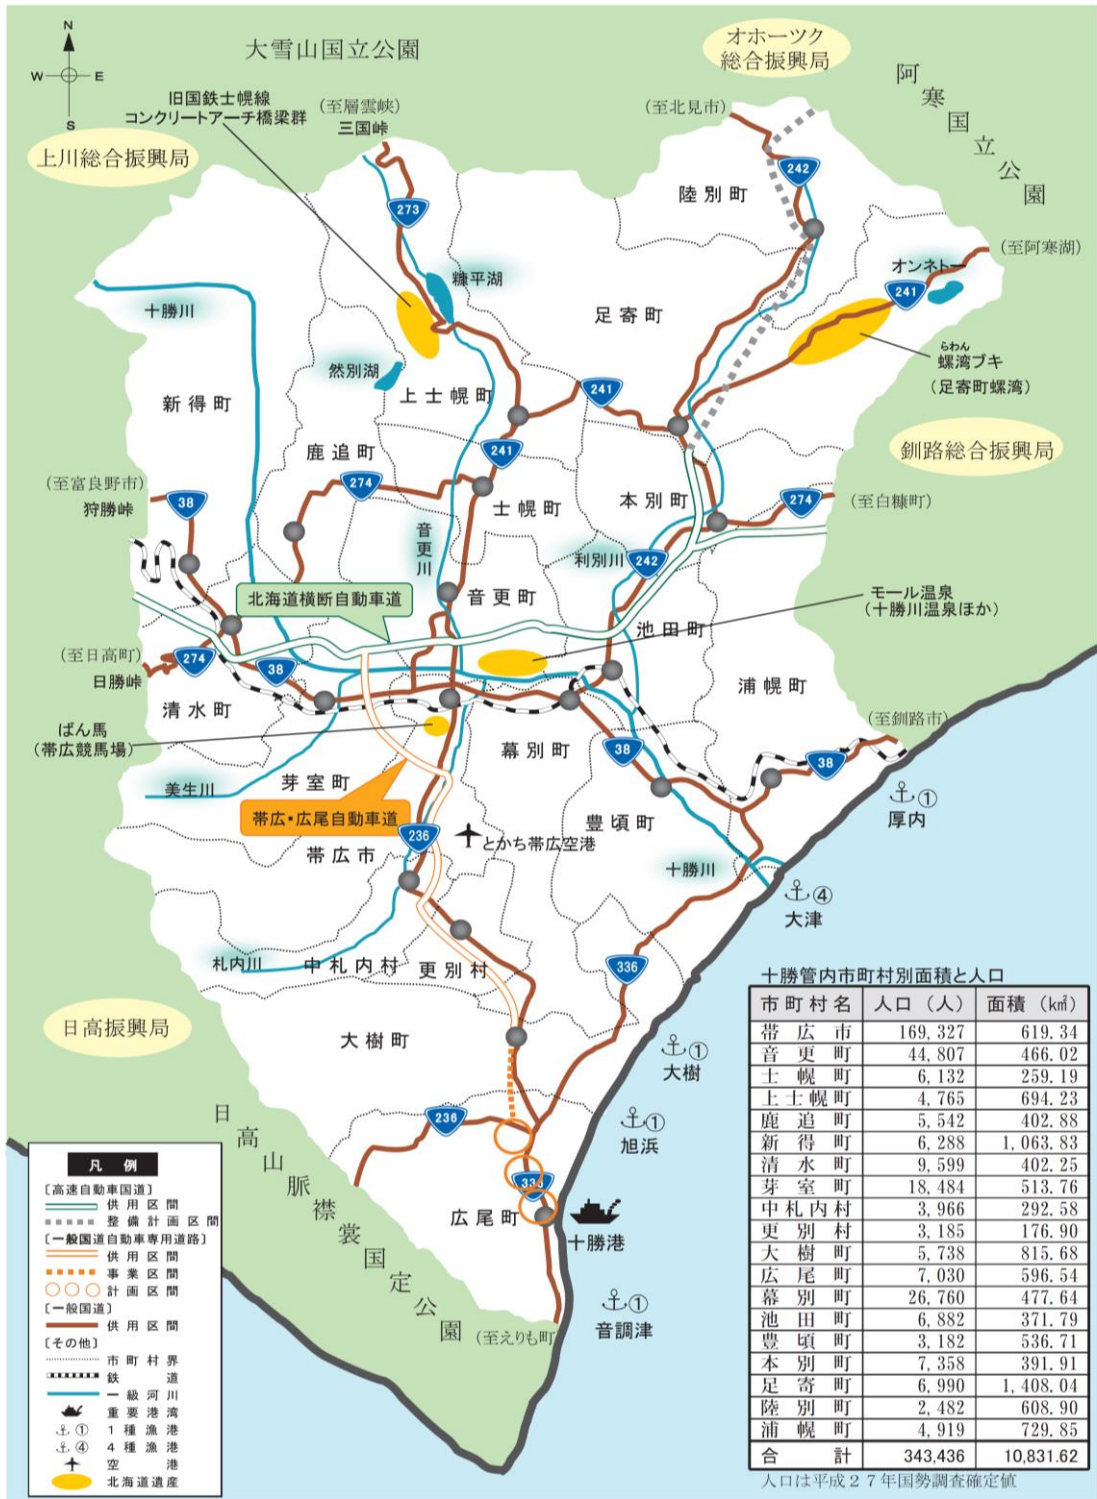 N
W
E
S
大雪山国立公園
オホーツク
総合振興局
阿寒国立公園
旧国鉄士幌線
コンクリートアーチ橋梁群
(至層雲峡)
三国峠
(至北見市)
上川総合振興局
242
陸別町
273
(至阿寒湖)
オンネトー
糠平湖
241
十勝川
足寄町
らわん
螺湾ブキ
(足寄町螺湾)
然別湖
上士幌町
241
新得町
鹿追町
241
釧路総合振興局
(至富良野市)
狩勝峠
38
274
士幌町
本別町
274
(至白糠町)
音更川
利別川
242
北海道横断自動車道
音更町
モール温泉
(十勝川温泉ほか)
池田町
(至日高町)
日勝峠
274
38
浦幌町
清水町
(至釧路市)
ばん馬
(帯広競馬場)
幕別町
38
38
芽室町
美生川
①
厚内
帯広・広尾自動車道
236
とかち帯広空港
豊頃町
帯広市
十勝川
④
大津
札内川
中札内村
更別村
336
日高振興局
大樹町
①
大樹
236
①
旭浜
日高山脈襟裳国定公園
336
広尾町
十勝港
①
音調津
(至えりも町)
凡例
〔高速自動車国道〕
供用区間
整備計画区間
〔一般国道自動車専用道路〕
供用区間
事業区間
計画区間
〔一般国道〕
供用区間
〔その他〕
市町村界
鉄道
一級河川
重要港湾
① 1種漁港
④ 4種漁港
空港
北海道遺産
十勝管内市町村別面積と人口
市町村名 人口(人) 面積(㎢)
帯広市 169,327 619.34
音更町 44,807 466.02
士幌町 6,132 259.19
上士幌町 4,765 694.23
鹿追町 5,542 402.88
新得町 6,288 1,063.83
清水町 9,599 402.25
芽室町 18,484 513.76
中札内村 3,966 292.58
更別村 3,185 176.90
大樹町 5,738 815.68
広尾町 7,030 596.54
幕別町 26,760 477.64
池田町 6,882 371.79
豊頃町 3,182 536.71
本別町 7,358 391.91
足寄町 6,990 1,408.04
陸別町 2,482 608.90
浦幌町 4,919 729.85
合計 343,436 10,831.62
人口は平成27年国勢調査確定値